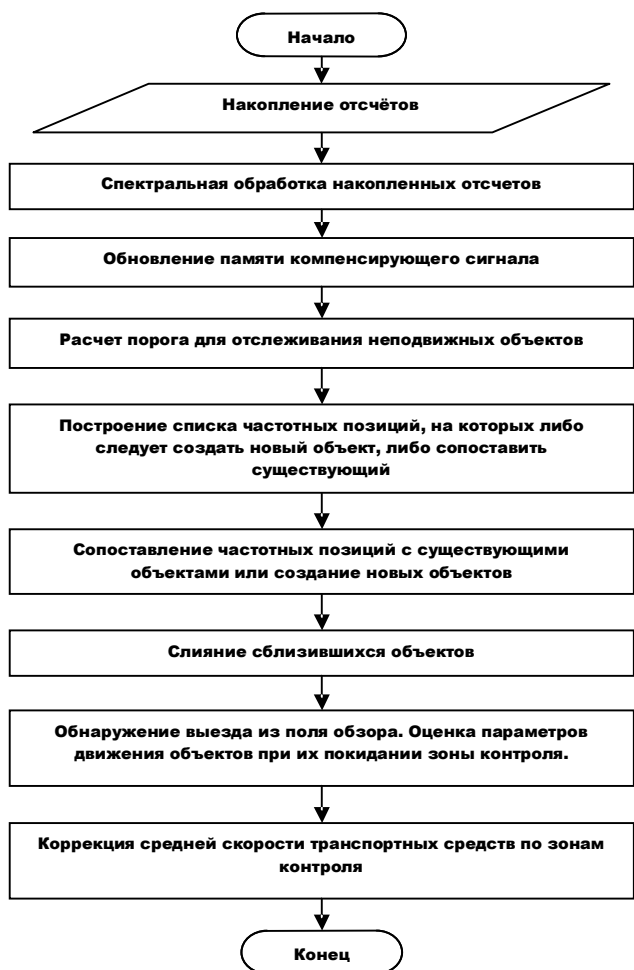 Начало
Накопление отсчётов
Спектральная обработка накопленных отсчетов
Обновление памяти компенсирующего сигнала
Расчет порога для отслеживания неподвижных объектов
Построение списка частотных позиций, на которых либо
следует создать новый объект, либо сопоставить
существующий
Сопоставление частотных позиций с существующими
объектами или создание новых объектов
Слияние сблизившихся объектов
Обнаружение выезда из поля обзора. Оценка параметров
движения объектов при их покидании зоны контроля.
Коррекция средней скорости транспортных средств по зонам
контроля
Конец